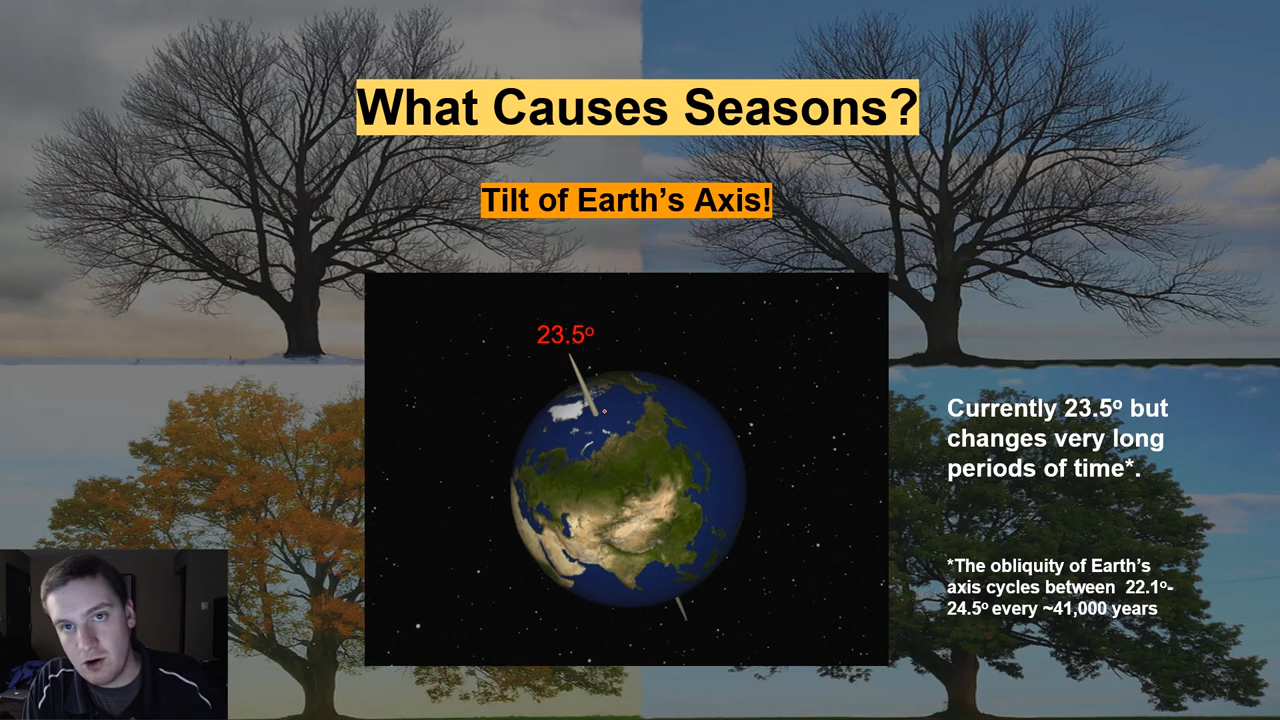 What Causes Seasons?
Tilt of Earth’s Axis!
23.5º
Currently 23.5º but
changes very long
periods of time*.
*The obliquity of Earth’s
axis cycles between 22.1º-
24.5º every ~41,000 years